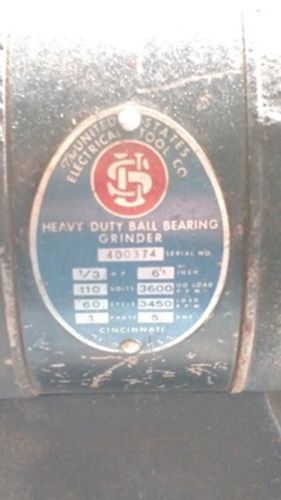 The UNITED STATES
ELECTRICAL TOOL CO.
US
HEAVY DUTY BALL BEARING
GRINDER
400374 SERIAL NO.
1/3 H P 6" INCH
110 VOLTS 3600 NO LOAD R.P.M.
60 CYCLE 3450 LOAD R.P.M.
1 PHASE 5 AMP.
CINCINNATI